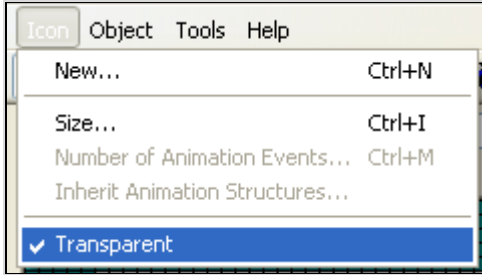 Icon Object Tools Help
New... Ctrl+N
Size... Ctrl+I
Number of Animation Events... Ctrl+M
Inherit Animation Structures...
Transparent